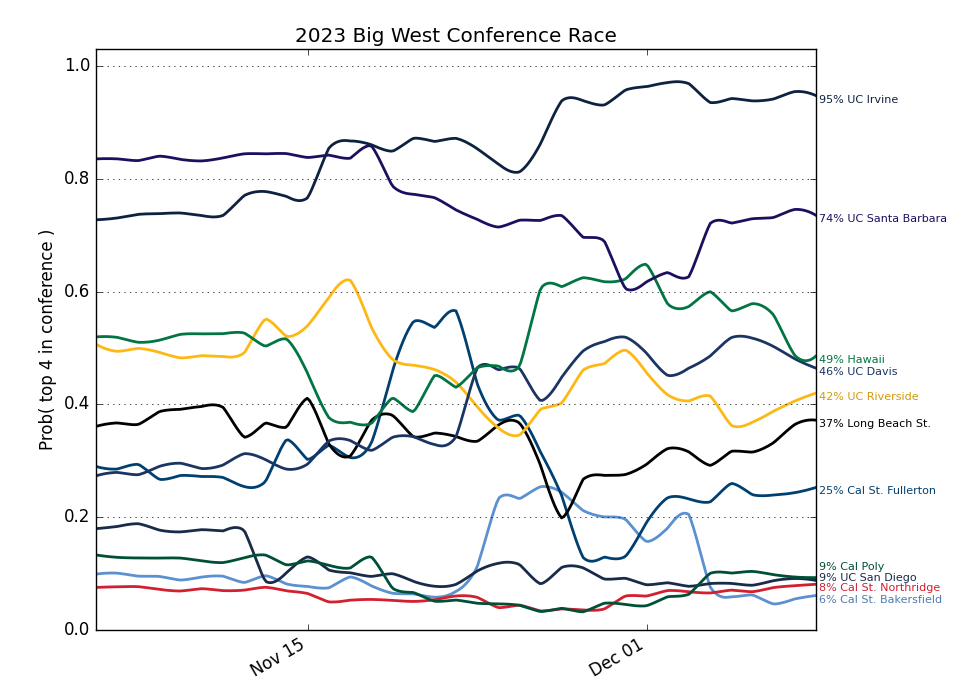 2023 Big West Conference Race
Prob( top 4 in conference )
1.0
0.8
0.6
0.4
0.2
0.0
Nov 15
Dec 01
95% UC Irvine
74% UC Santa Barbara
49% Hawaii
46% UC Davis
42% UC Riverside
37% Long Beach St.
25% Cal St. Fullerton
9% Cal Poly
9% UC San Diego
8% Cal St. Northridge
6% Cal St. Bakersfield